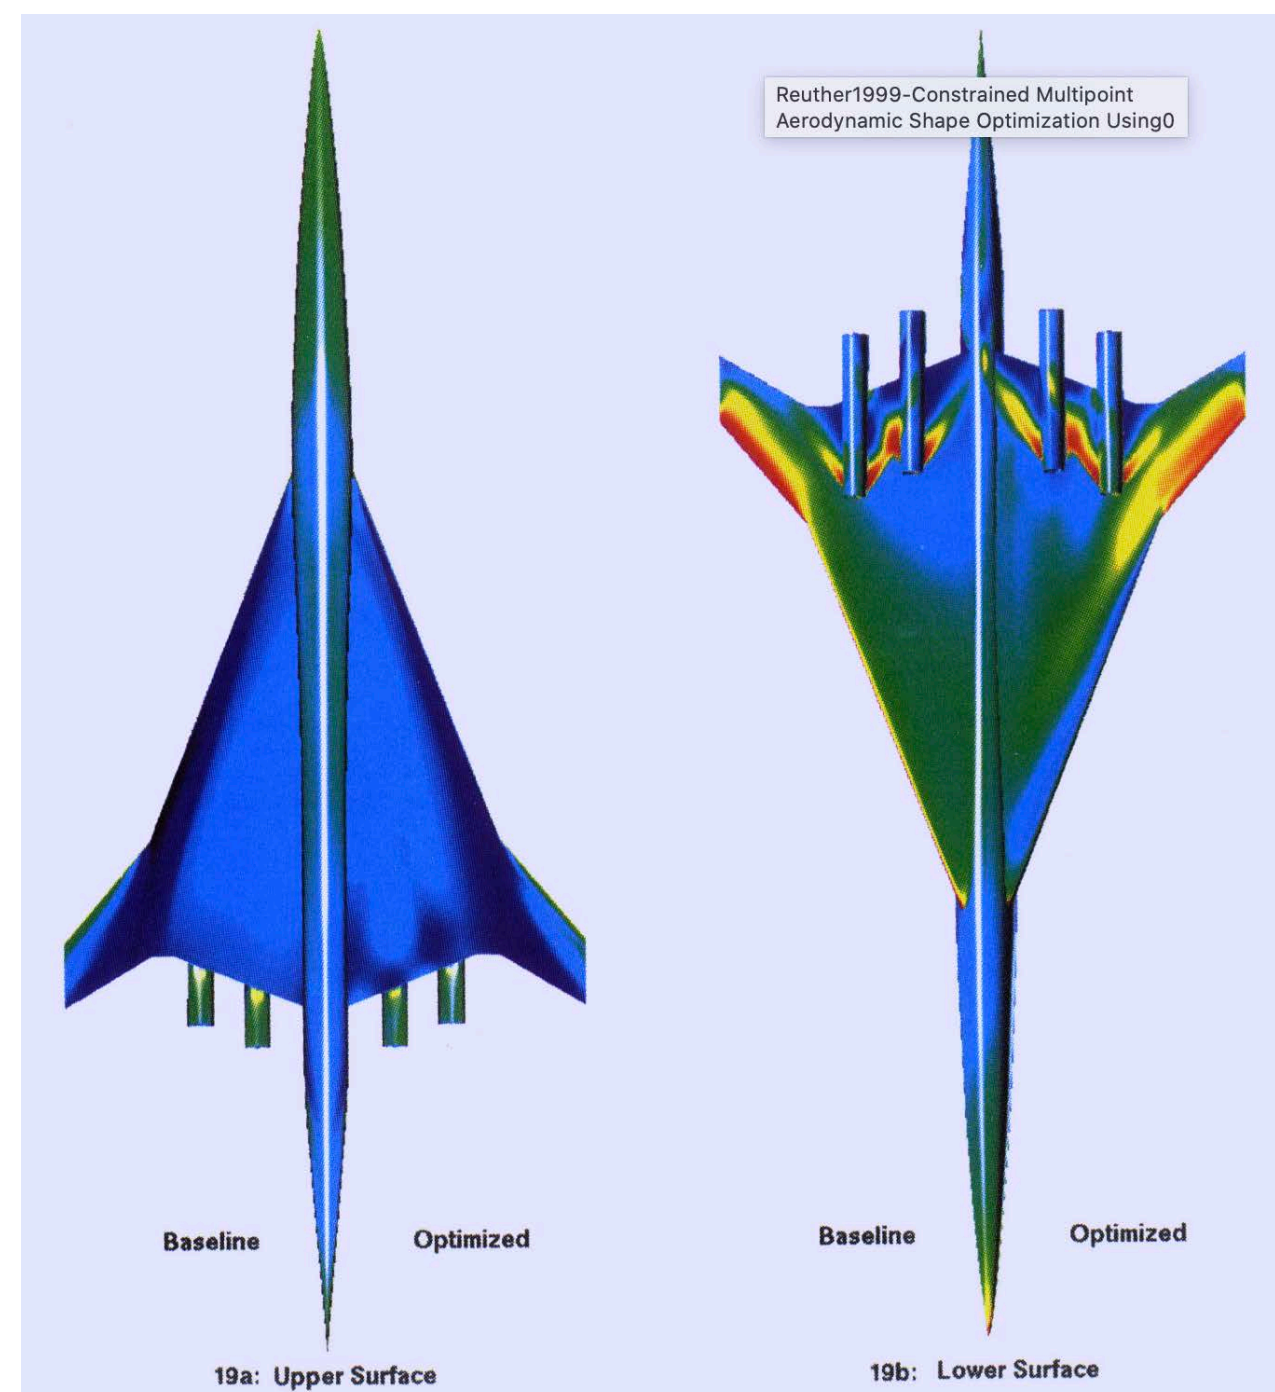 Reuther1999-Constrained Multipoint
Aerodynamic Shape Optimization Using0
Baseline
Optimized
19a: Upper Surface
Baseline
Optimized
19b: Lower Surface